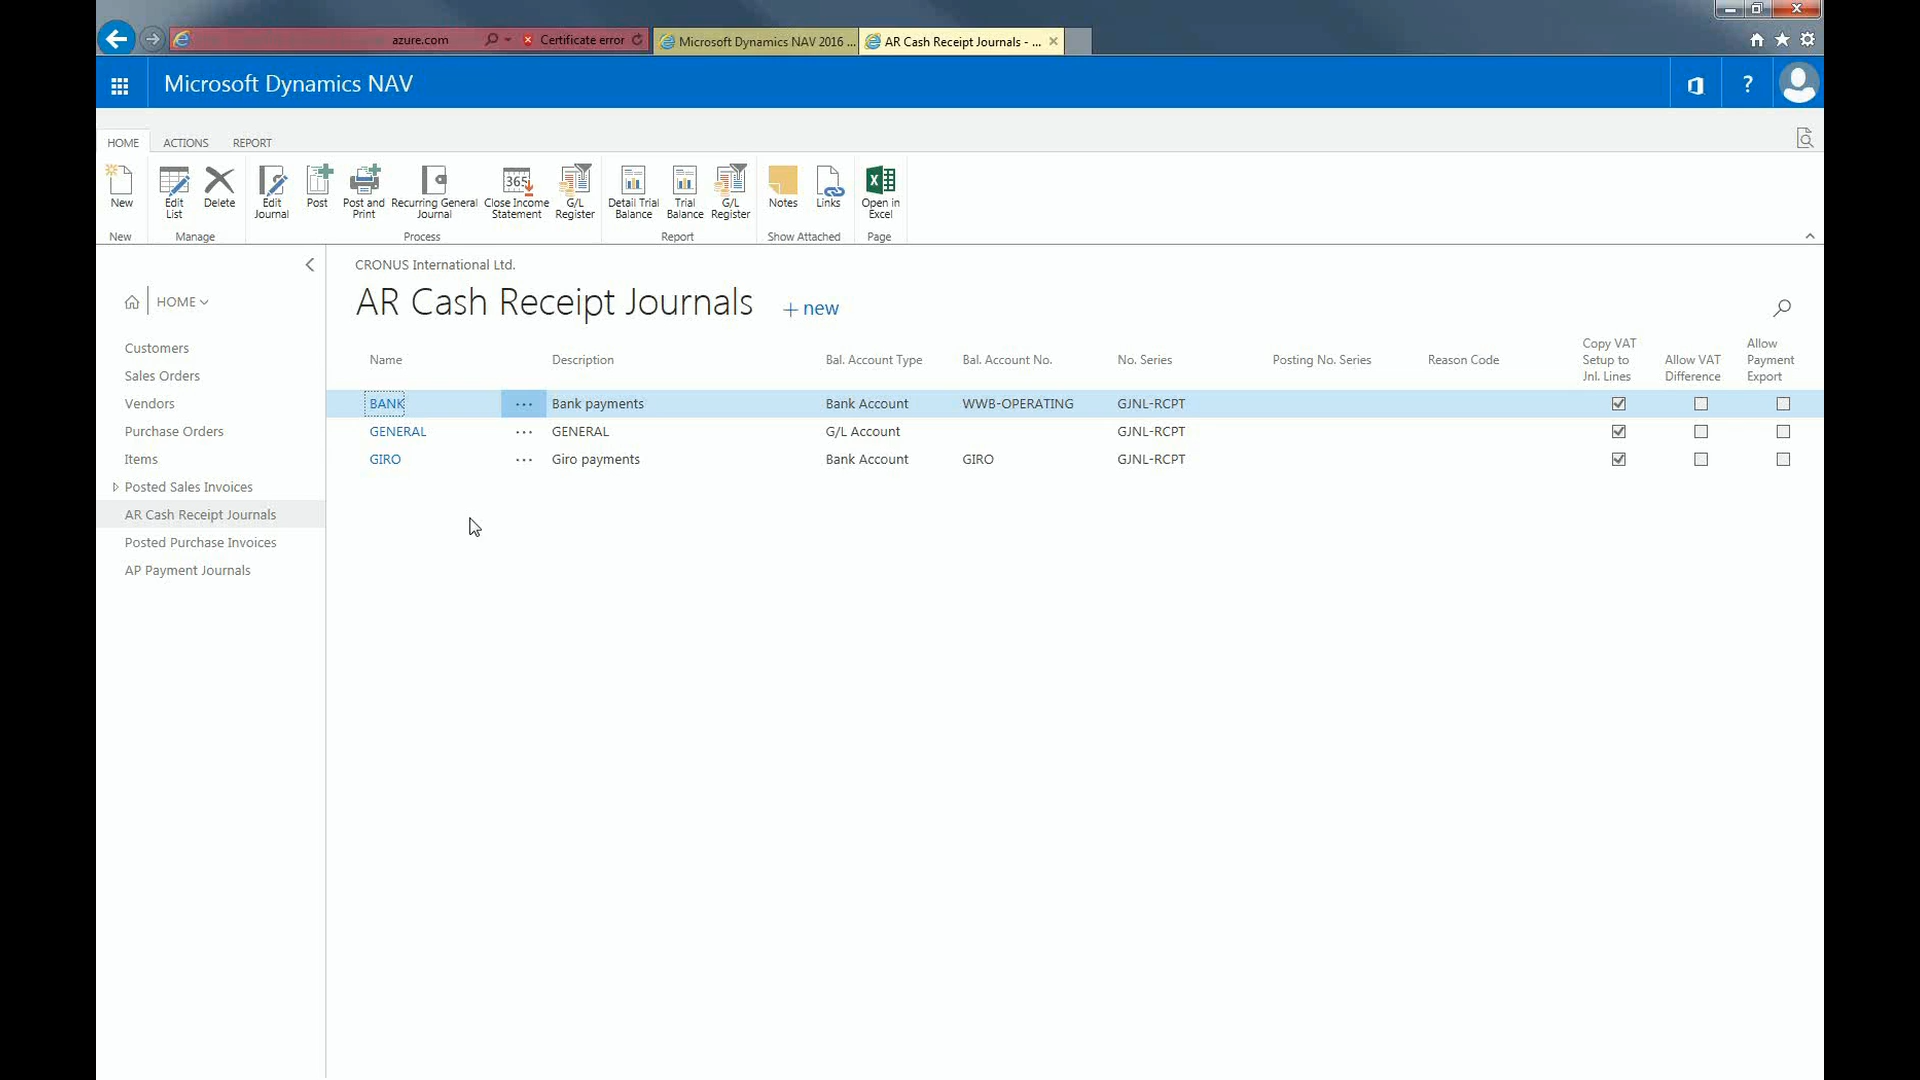 azure.com
Certificate error
Microsoft Dynamics NAV 2016 ...
AR Cash Receipt Journals - ...
Microsoft Dynamics NAV
?
HOME
ACTIONS
REPORT
New
Edit
List
Delete
Edit
Journal
Post
Post and
Print
Recurring General
Journal
365
Close Income
Statement
G/L
Register
Detail Trial
Balance
Trial
Balance
G/L
Register
Notes
Links
Open in
Excel
New
Manage
Process
Report
Show Attached
Page
CRONUS International Ltd.
HOME
AR Cash Receipt Journals
+ new
Customers
Sales Orders
Vendors
Purchase Orders
Items
Posted Sales Invoices
AR Cash Receipt Journals
Posted Purchase Invoices
AP Payment Journals
Name
Description
Bal. Account Type
Bal. Account No.
No. Series
Posting No. Series
Reason Code
Copy VAT
Setup to
Jnl. Lines
Allow VAT
Difference
Allow
Payment
Export
BANK ... Bank payments Bank Account WWB-OPERATING GJNL-RCPT
GENERAL ... GENERAL G/L Account GJNL-RCPT
GIRO ... Giro payments Bank Account GIRO GJNL-RCPT